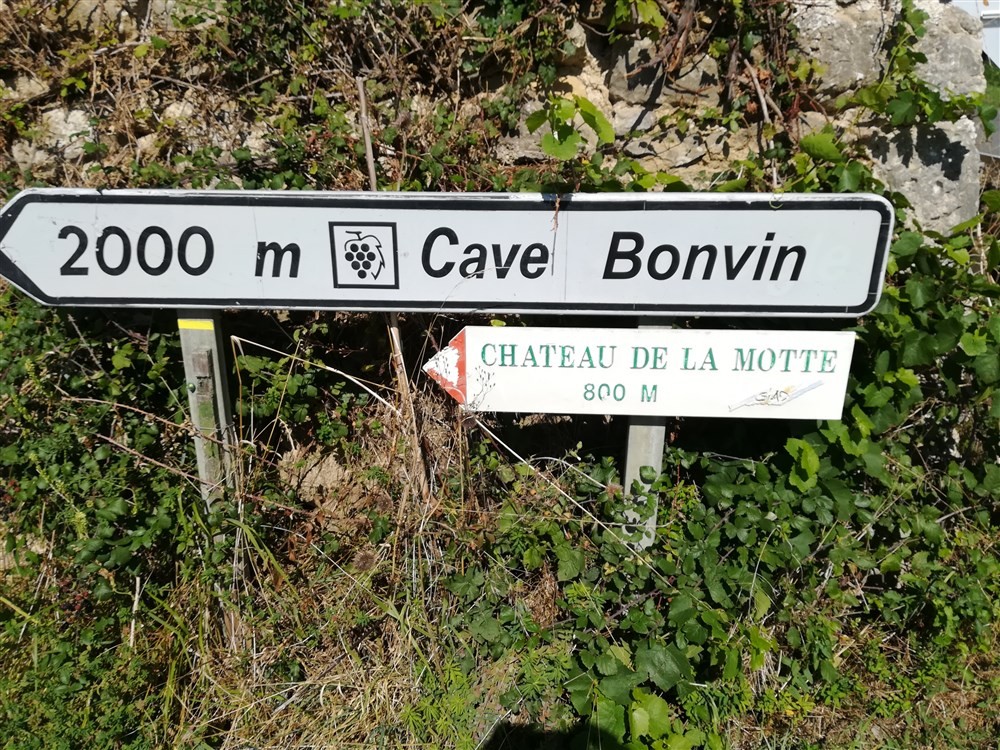 2000 m Cave Bonvin
CHATEAU DE LA MOTTE
800 M